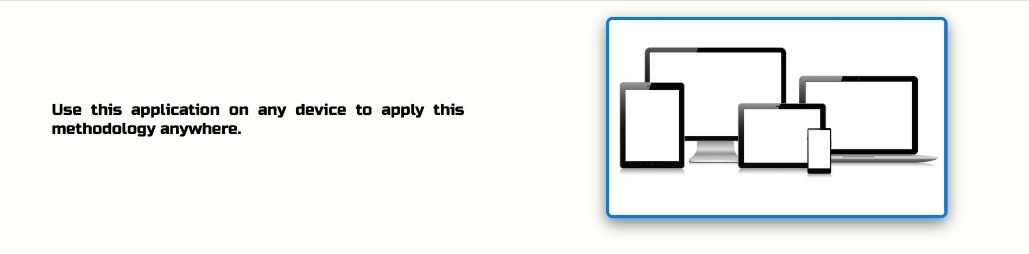 Use this application on any device to apply this
methodology anywhere.